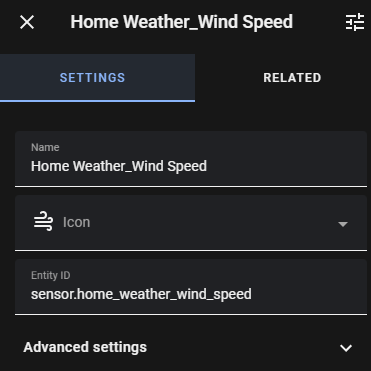 Home Weather_Wind Speed
SETTINGS
RELATED
Name
Home Weather_Wind Speed
Icon
Entity ID
sensor.home_weather_wind_speed
Advanced settings